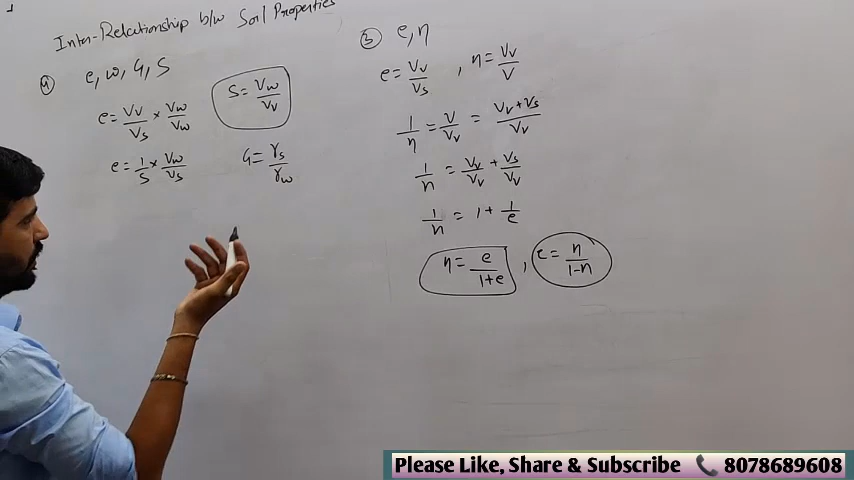 Inter-Relationship b/w Soil Properties
④ e, w, G, S
e = Vv/Vs × Vw/Vw
S = Vw/Vv
e = 1/S × Vw/Vs
G = γs/γw
③ e, η
e = Vv/Vs , η = Vv/V
1/η = V/Vv = Vv+Vs/Vv
1/η = Vv/Vv + Vs/Vv
1/η = 1 + 1/e
η = e/1+e , e = η/1-η
Please Like, Share & Subscribe 📞 8078689608